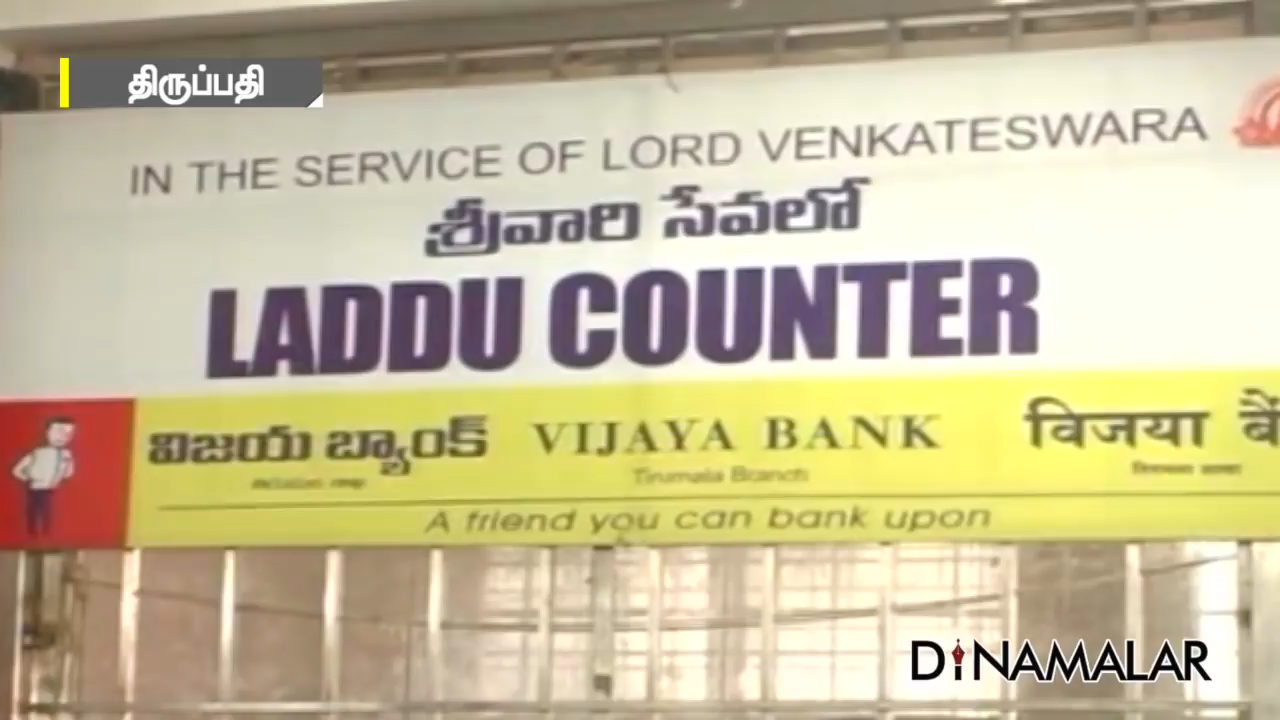 திருப்பதி
IN THE SERVICE OF LORD VENKATESWARA
శ్రీవారి సేవలో
LADDU COUNTER
విజయ బ్యాంక్ VIJAYA BANK विजया
Tirumala Branch
A friend you can bank upon
DINAMALAR